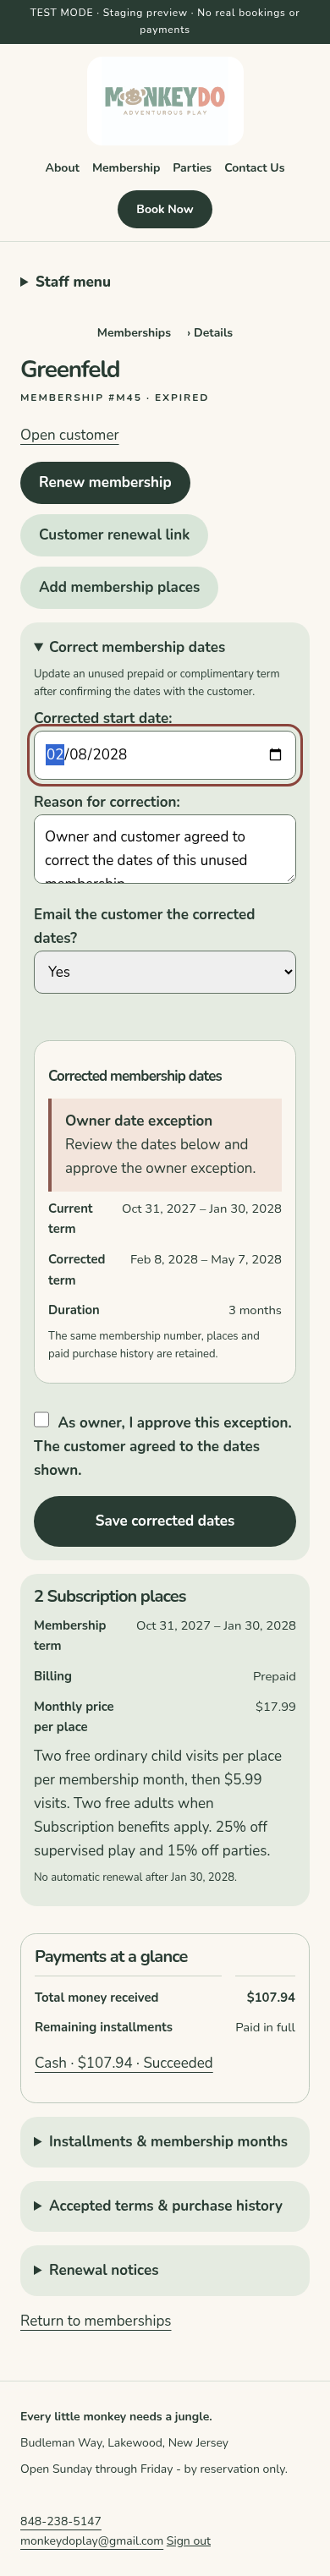 TEST MODE · Staging preview · No real bookings or
payments
MONKEYDO
ADVENTUROUS PLAY
About Membership Parties Contact Us
Book Now
Staff menu
Memberships › Details
Greenfeld
MEMBERSHIP #M45 · EXPIRED
Open customer
Renew membership
Customer renewal link
Add membership places
Correct membership dates
Update an unused prepaid or complimentary term
after confirming the dates with the customer.
Corrected start date:
02/08/2028
Reason for correction:
Owner and customer agreed to
correct the dates of this unused
membership
Email the customer the corrected
dates?
Yes
Corrected membership dates
Owner date exception
Review the dates below and
approve the owner exception.
Current Oct 31, 2027 – Jan 30, 2028
term
Corrected Feb 8, 2028 – May 7, 2028
term
Duration 3 months
The same membership number, places and
paid purchase history are retained.
As owner, I approve this exception.
The customer agreed to the dates
shown.
Save corrected dates
2 Subscription places
Membership Oct 31, 2027 – Jan 30, 2028
term
Billing Prepaid
Monthly price $17.99
per place
Two free ordinary child visits per place
per membership month, then $5.99
visits. Two free adults when
Subscription benefits apply. 25% off
supervised play and 15% off parties.
No automatic renewal after Jan 30, 2028.
Payments at a glance
Total money received $107.94
Remaining installments Paid in full
Cash · $107.94 · Succeeded
Installments & membership months
Accepted terms & purchase history
Renewal notices
Return to memberships
Every little monkey needs a jungle.
Budleman Way, Lakewood, New Jersey
Open Sunday through Friday - by reservation only.
848-238-5147
monkeydoplay@gmail.com Sign out